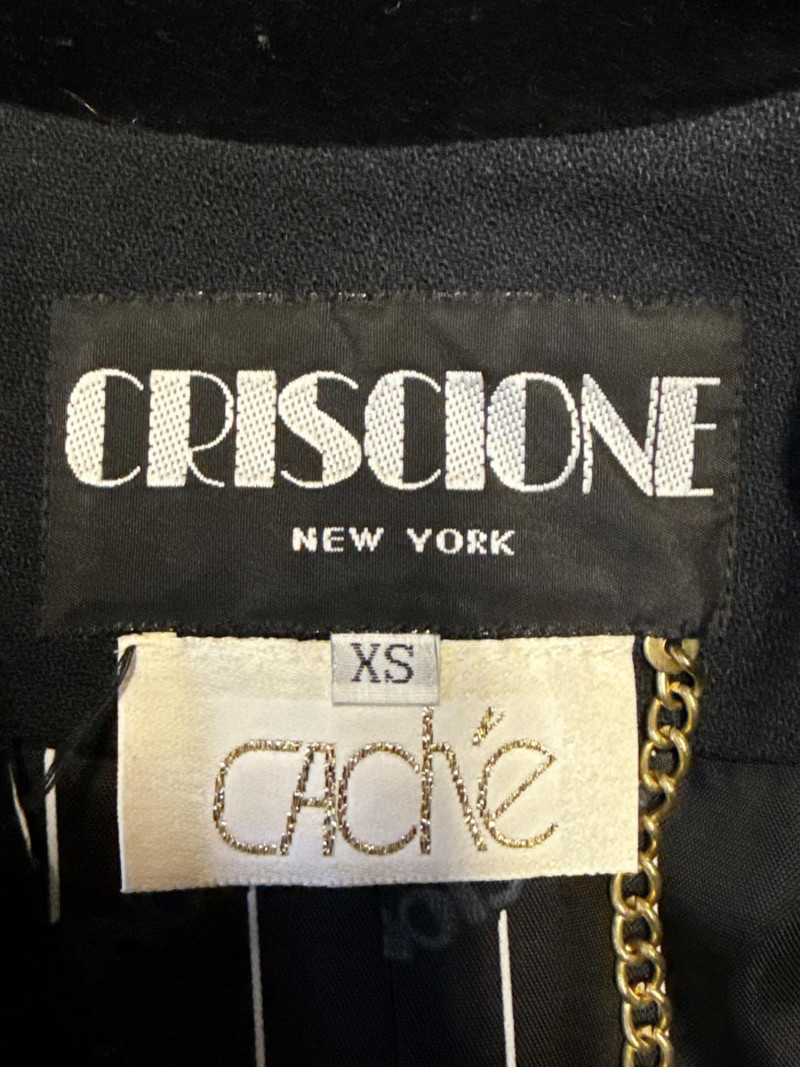 CRISCIONE
NEW YORK
XS
CAChé